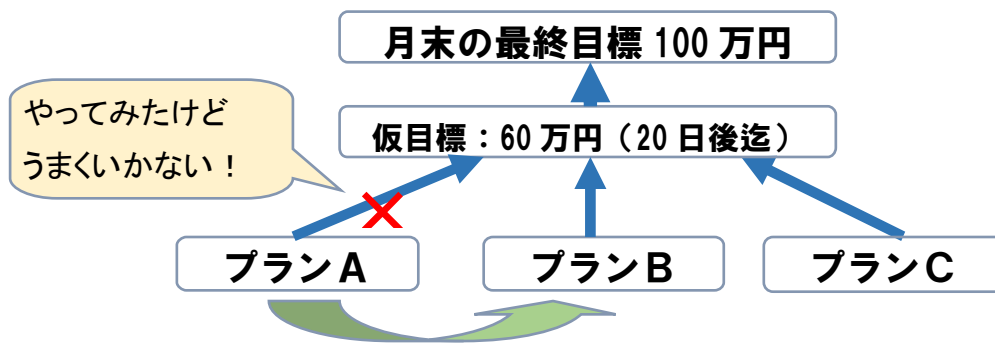 月末の最終目標 100 万円
やってみたけど
うまくいかない！
仮目標：60 万円（20 日後迄）
プランA
プランB
プランC